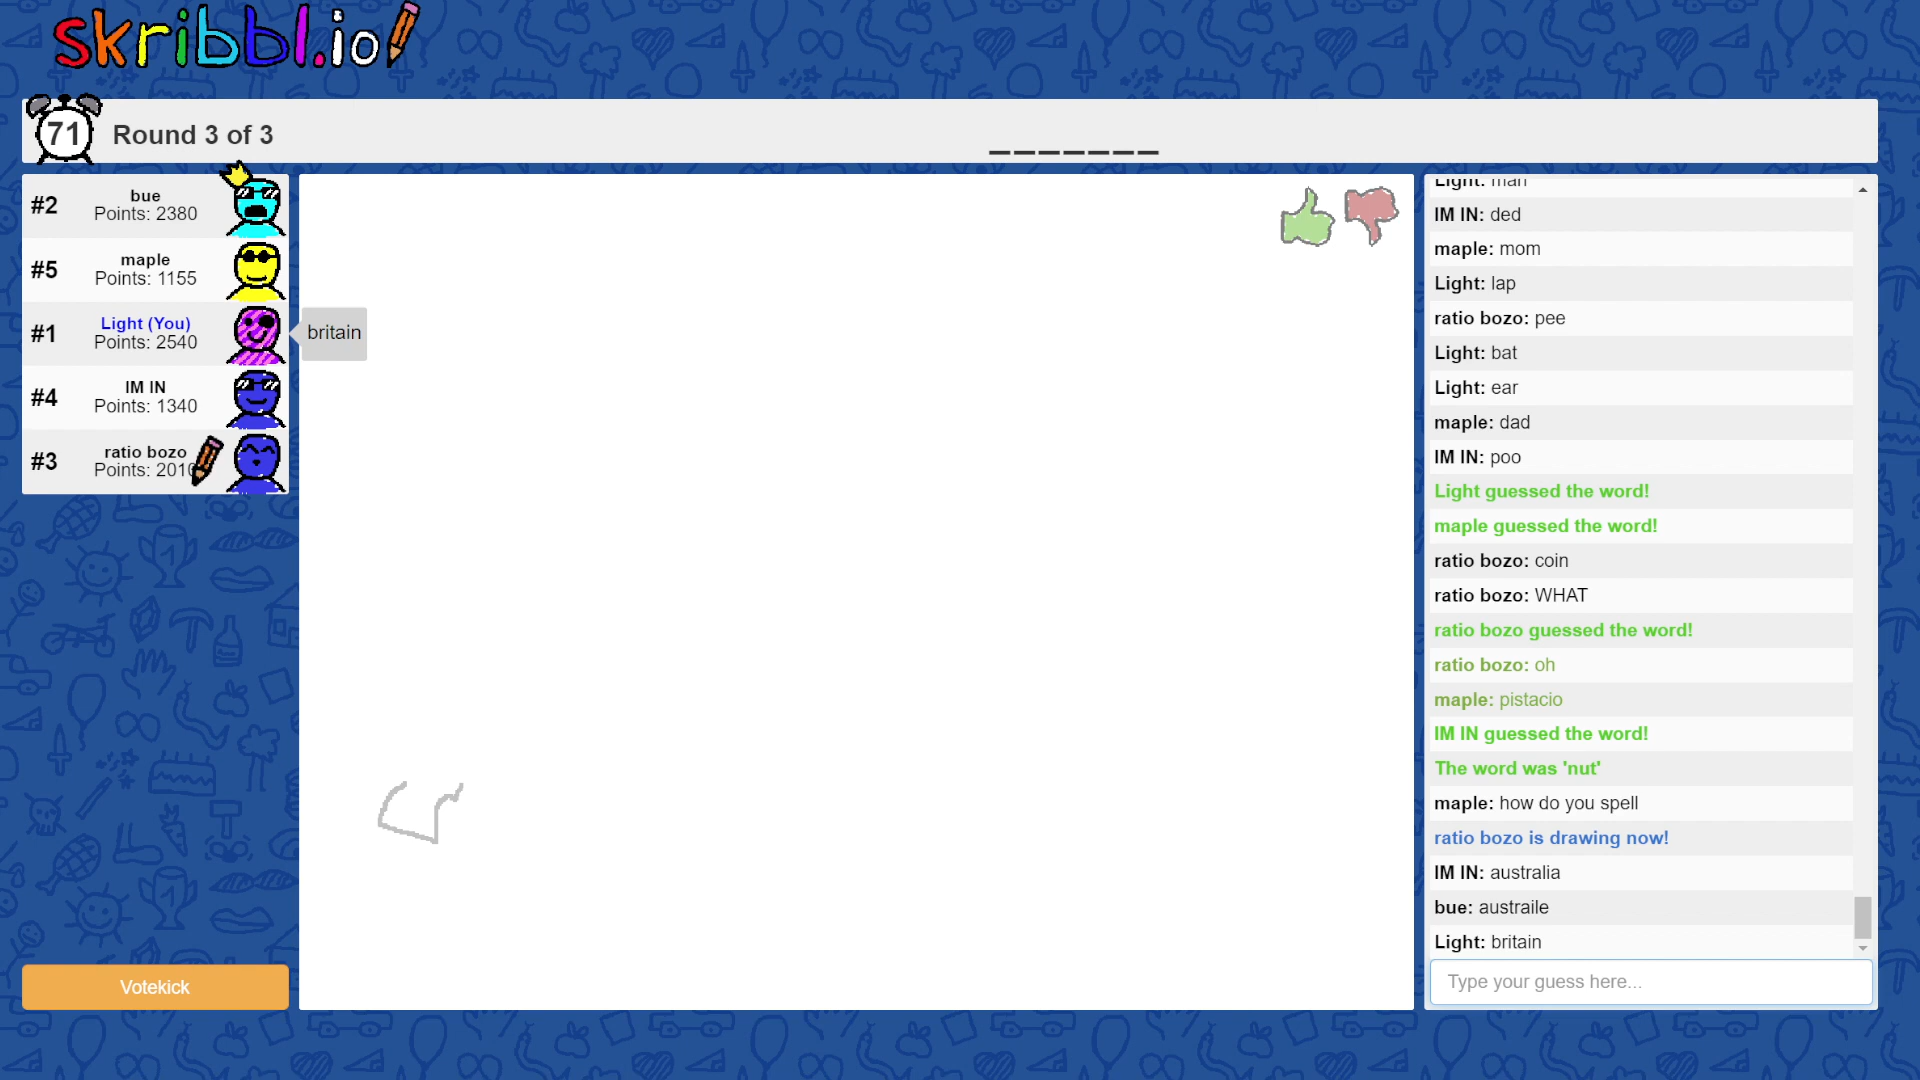 skribbl.io
71
Round 3 of 3
_______
#2
bue
Points: 2380
#5
maple
Points: 1155
#1
Light (You)
Points: 2540
britain
#4
IM IN
Points: 1340
#3
ratio bozo
Points: 2010
Votekick
Light: man
IM IN: ded
maple: mom
Light: lap
ratio bozo: pee
Light: bat
Light: ear
maple: dad
IM IN: poo
Light guessed the word!
maple guessed the word!
ratio bozo: coin
ratio bozo: WHAT
ratio bozo guessed the word!
ratio bozo: oh
maple: pistacio
IM IN guessed the word!
The word was 'nut'
maple: how do you spell
ratio bozo is drawing now!
IM IN: australia
bue: austraile
Light: britain
Type your guess here...